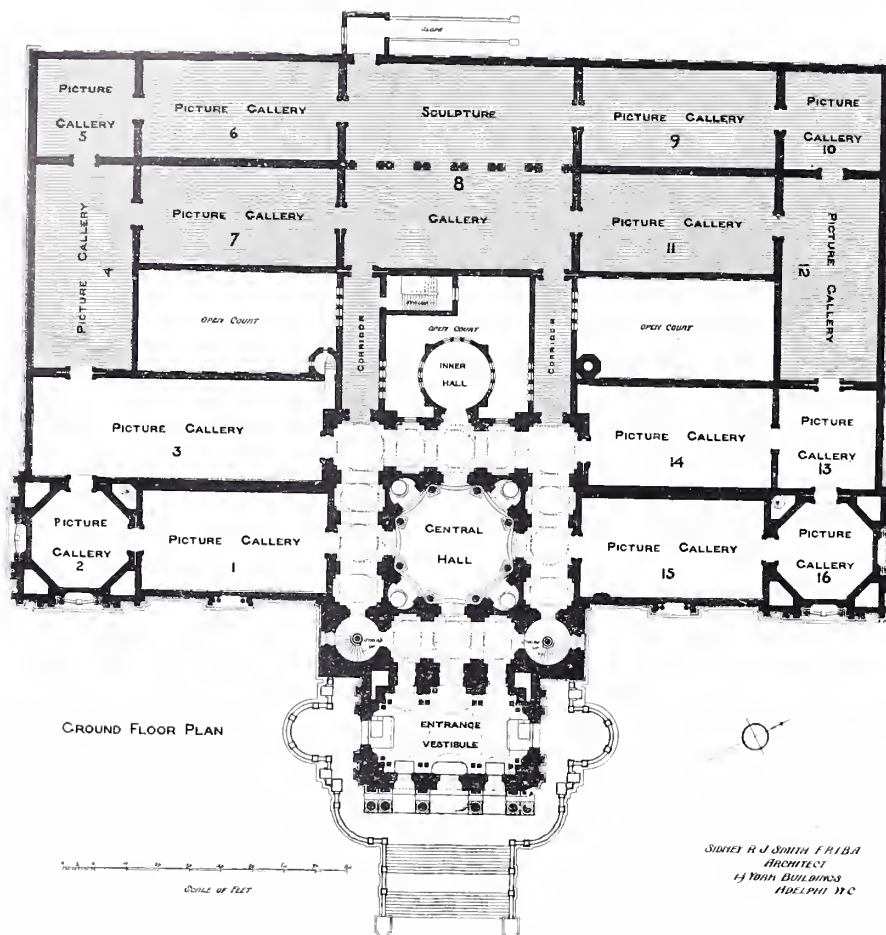 SLOPE
PICTURE
GALLERY
5
PICTURE GALLERY
6
SCULPTURE
8
GALLERY
PICTURE GALLERY
9
PICTURE
GALLERY
10
PICTURE GALLERY
4
PICTURE GALLERY
7
PICTURE GALLERY
11
PICTURE GALLERY
12
OPEN COURT
CORRIDOR
OPEN COURT
INNER
HALL
CORRIDOR
OPEN COURT
PICTURE GALLERY
3
PICTURE GALLERY
14
PICTURE
GALLERY
13
PICTURE
GALLERY
2
PICTURE GALLERY
1
CENTRAL
HALL
PICTURE GALLERY
15
PICTURE
GALLERY
16
ENTRANCE
VESTIBULE
GROUND FLOOR PLAN
SCALE OF FEET
SIDNEY R J SMITH F.R.I.B.A
ARCHITECT
14 YORK BUILDINGS
ADELPHI W C